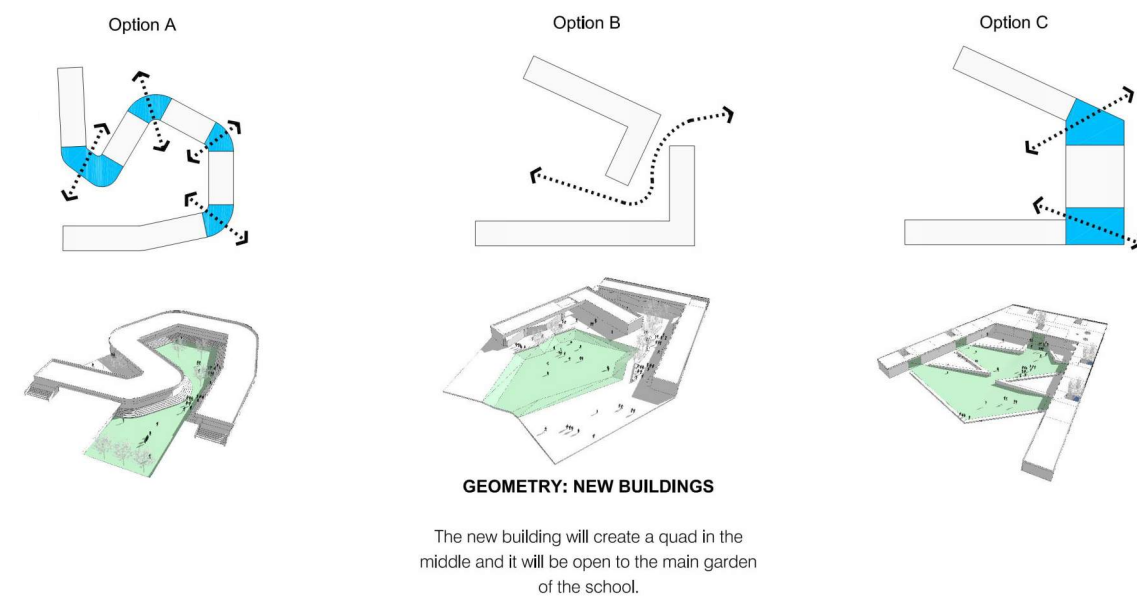 Option A
Option B
Option C
GEOMETRY: NEW BUILDINGS
The new building will create a quad in the
middle and it will be open to the main garden
of the school.